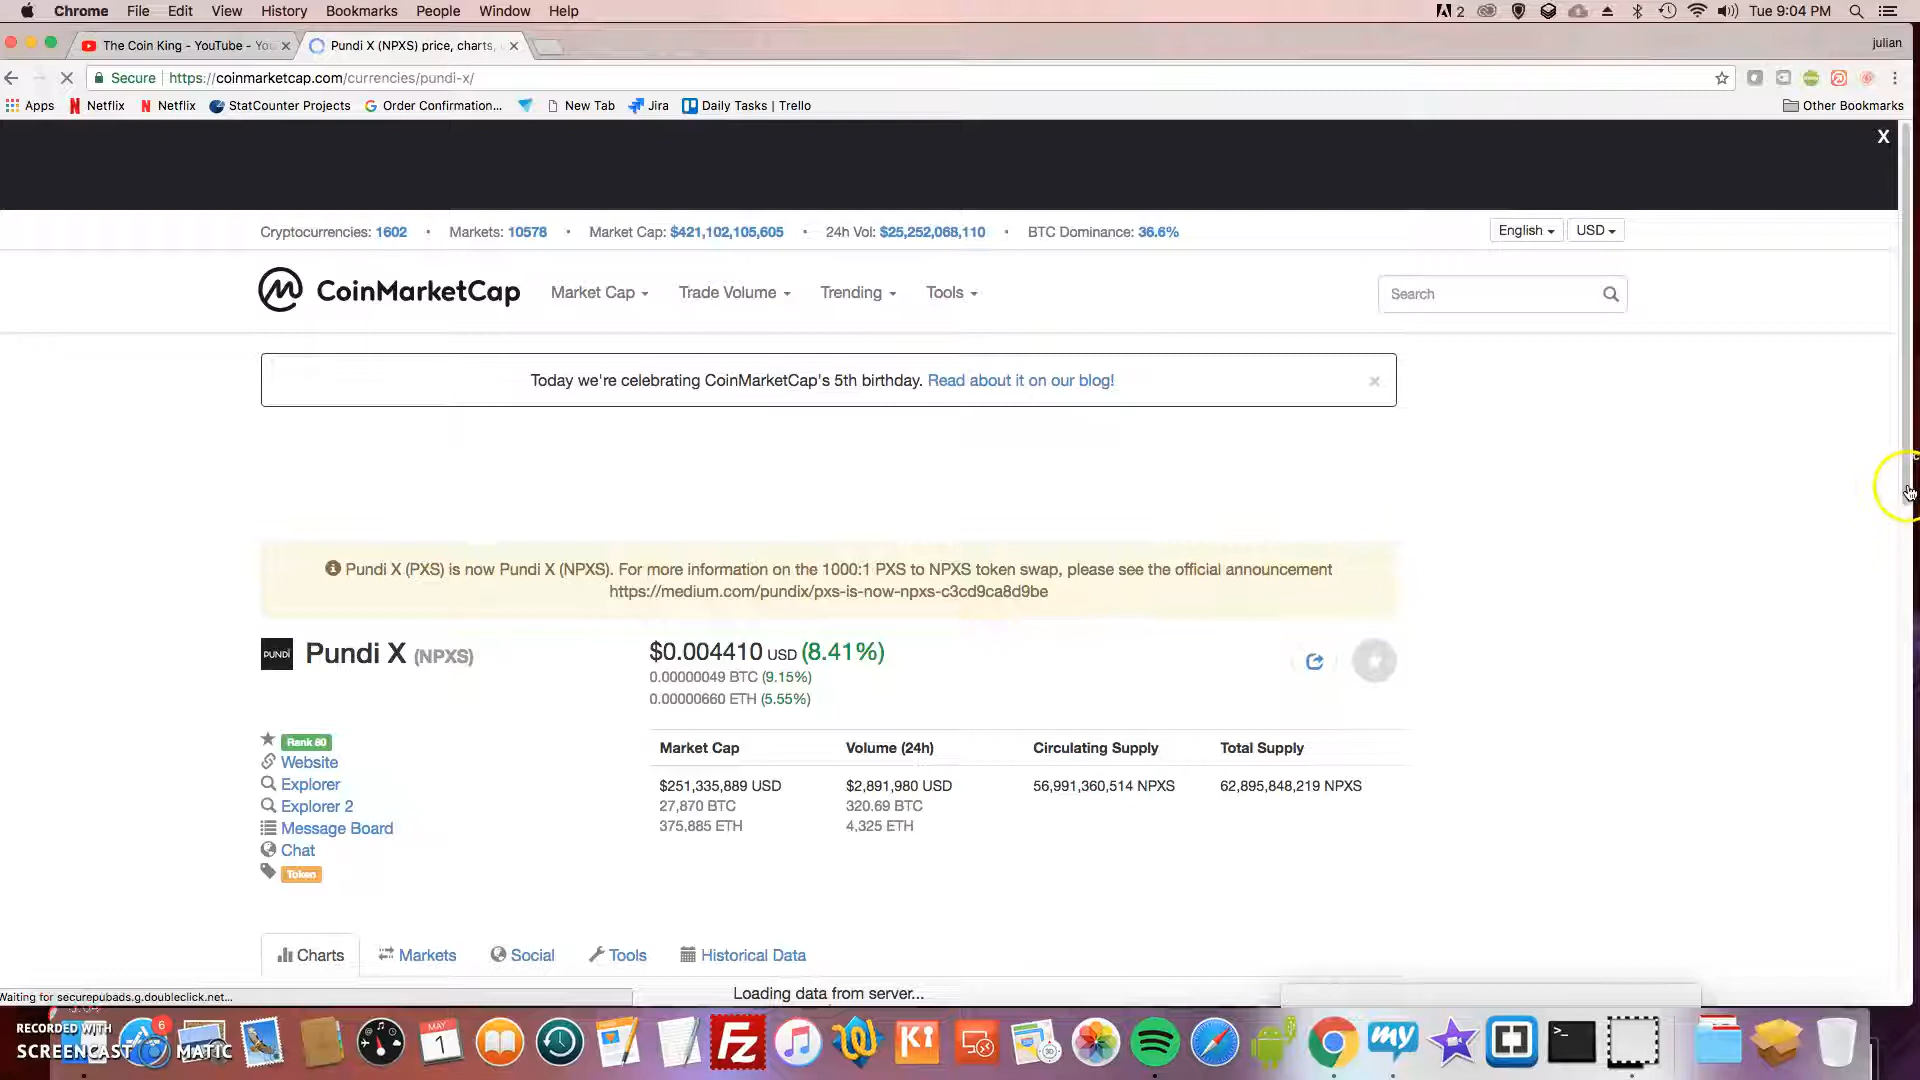 Chrome File Edit View History Bookmarks People Window Help 2 Tue 9:04 PM
The Coin King - YouTube - Yo Pundi X (NPXS) price, charts, julian
Secure https://coinmarketcap.com/currencies/pundi-x/
Apps Netflix Netflix StatCounter Projects Order Confirmation... New Tab Jira Daily Tasks | Trello Other Bookmarks
X
Cryptocurrencies: 1602 • Markets: 10578 • Market Cap: $421,102,105,605 • 24h Vol: $25,252,068,110 • BTC Dominance: 36.6% English USD
CoinMarketCap Market Cap Trade Volume Trending Tools Search
Today we're celebrating CoinMarketCap's 5th birthday. Read about it on our blog! ×
Pundi X (PXS) is now Pundi X (NPXS). For more information on the 1000:1 PXS to NPXS token swap, please see the official announcement
https://medium.com/pundix/pxs-is-now-npxs-c3cd9ca8d9be
PUNDI Pundi X (NPXS) $0.004410 USD (8.41%)
0.00000049 BTC (9.15%)
0.00000660 ETH (5.55%)
Rank 80
Website
Explorer
Explorer 2
Message Board
Chat
Token
Market Cap Volume (24h) Circulating Supply Total Supply
$251,335,889 USD $2,891,980 USD 56,991,360,514 NPXS 62,895,848,219 NPXS
27,870 BTC 320.69 BTC
375,885 ETH 4,325 ETH
Charts Markets Social Tools Historical Data
Loading data from server...
Waiting for securepubads.g.doubleclick.net...
RECORDED WITH
SCREENCAST MATIC
6
MAY
1
Fz
K1
my